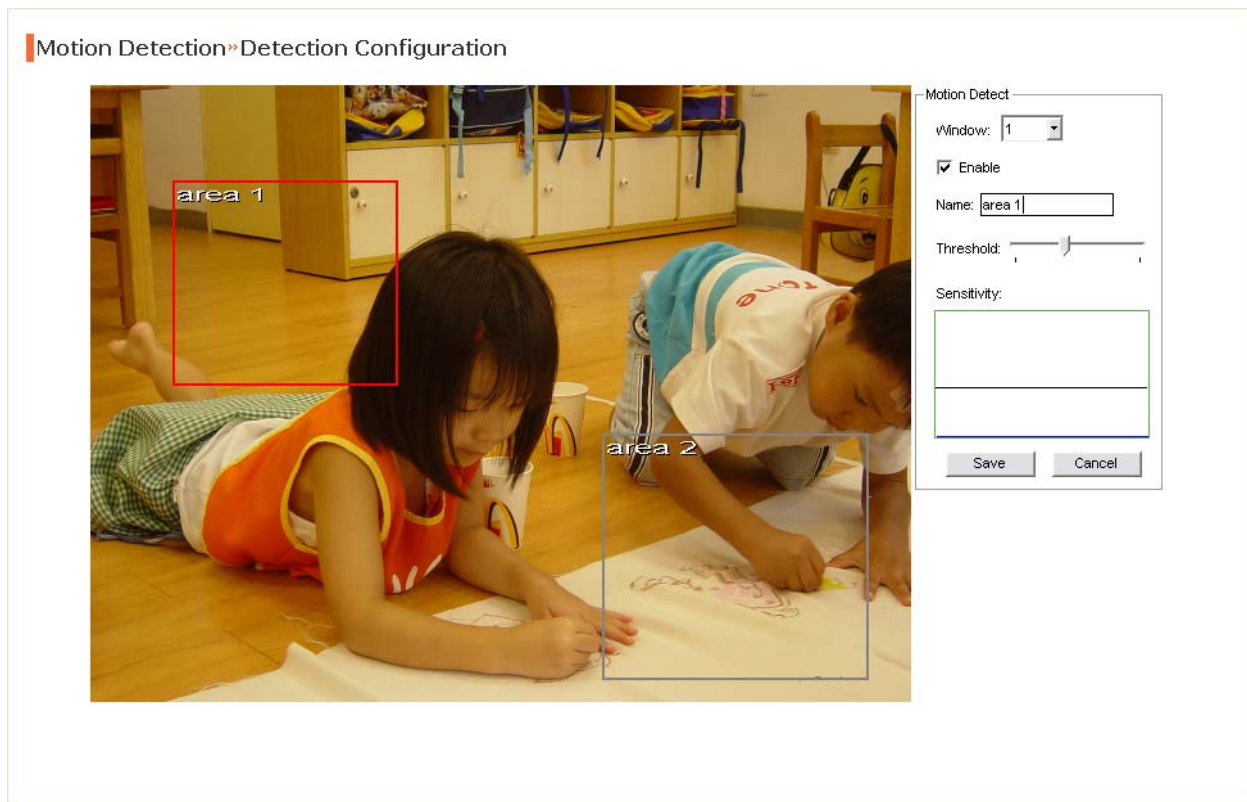 Motion Detection»Detection Configuration
area 1
area 2
Motion Detect
Window: 1
Enable
Name: area 1
Threshold:
Sensitivity:
Save Cancel